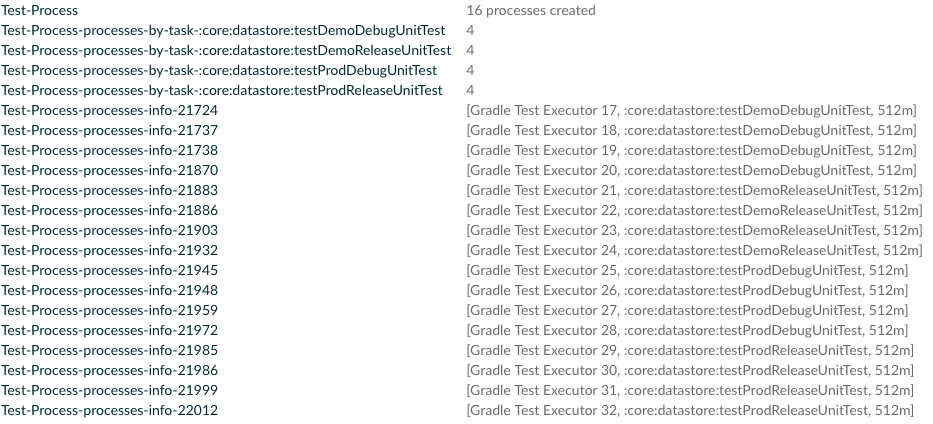 Test-Process 16 processes created
Test-Process-processes-by-task-:core:datastore:testDemoDebugUnitTest 4
Test-Process-processes-by-task-:core:datastore:testDemoReleaseUnitTest 4
Test-Process-processes-by-task-:core:datastore:testProdDebugUnitTest 4
Test-Process-processes-by-task-:core:datastore:testProdReleaseUnitTest 4
Test-Process-processes-info-21724 [Gradle Test Executor 17, :core:datastore:testDemoDebugUnitTest, 512m]
Test-Process-processes-info-21737 [Gradle Test Executor 18, :core:datastore:testDemoDebugUnitTest, 512m]
Test-Process-processes-info-21738 [Gradle Test Executor 19, :core:datastore:testDemoDebugUnitTest, 512m]
Test-Process-processes-info-21870 [Gradle Test Executor 20, :core:datastore:testDemoDebugUnitTest, 512m]
Test-Process-processes-info-21883 [Gradle Test Executor 21, :core:datastore:testDemoReleaseUnitTest, 512m]
Test-Process-processes-info-21886 [Gradle Test Executor 22, :core:datastore:testDemoReleaseUnitTest, 512m]
Test-Process-processes-info-21903 [Gradle Test Executor 23, :core:datastore:testDemoReleaseUnitTest, 512m]
Test-Process-processes-info-21932 [Gradle Test Executor 24, :core:datastore:testDemoReleaseUnitTest, 512m]
Test-Process-processes-info-21945 [Gradle Test Executor 25, :core:datastore:testProdDebugUnitTest, 512m]
Test-Process-processes-info-21948 [Gradle Test Executor 26, :core:datastore:testProdDebugUnitTest, 512m]
Test-Process-processes-info-21959 [Gradle Test Executor 27, :core:datastore:testProdDebugUnitTest, 512m]
Test-Process-processes-info-21972 [Gradle Test Executor 28, :core:datastore:testProdDebugUnitTest, 512m]
Test-Process-processes-info-21985 [Gradle Test Executor 29, :core:datastore:testProdReleaseUnitTest, 512m]
Test-Process-processes-info-21986 [Gradle Test Executor 30, :core:datastore:testProdReleaseUnitTest, 512m]
Test-Process-processes-info-21999 [Gradle Test Executor 31, :core:datastore:testProdReleaseUnitTest, 512m]
Test-Process-processes-info-22012 [Gradle Test Executor 32, :core:datastore:testProdReleaseUnitTest, 512m]